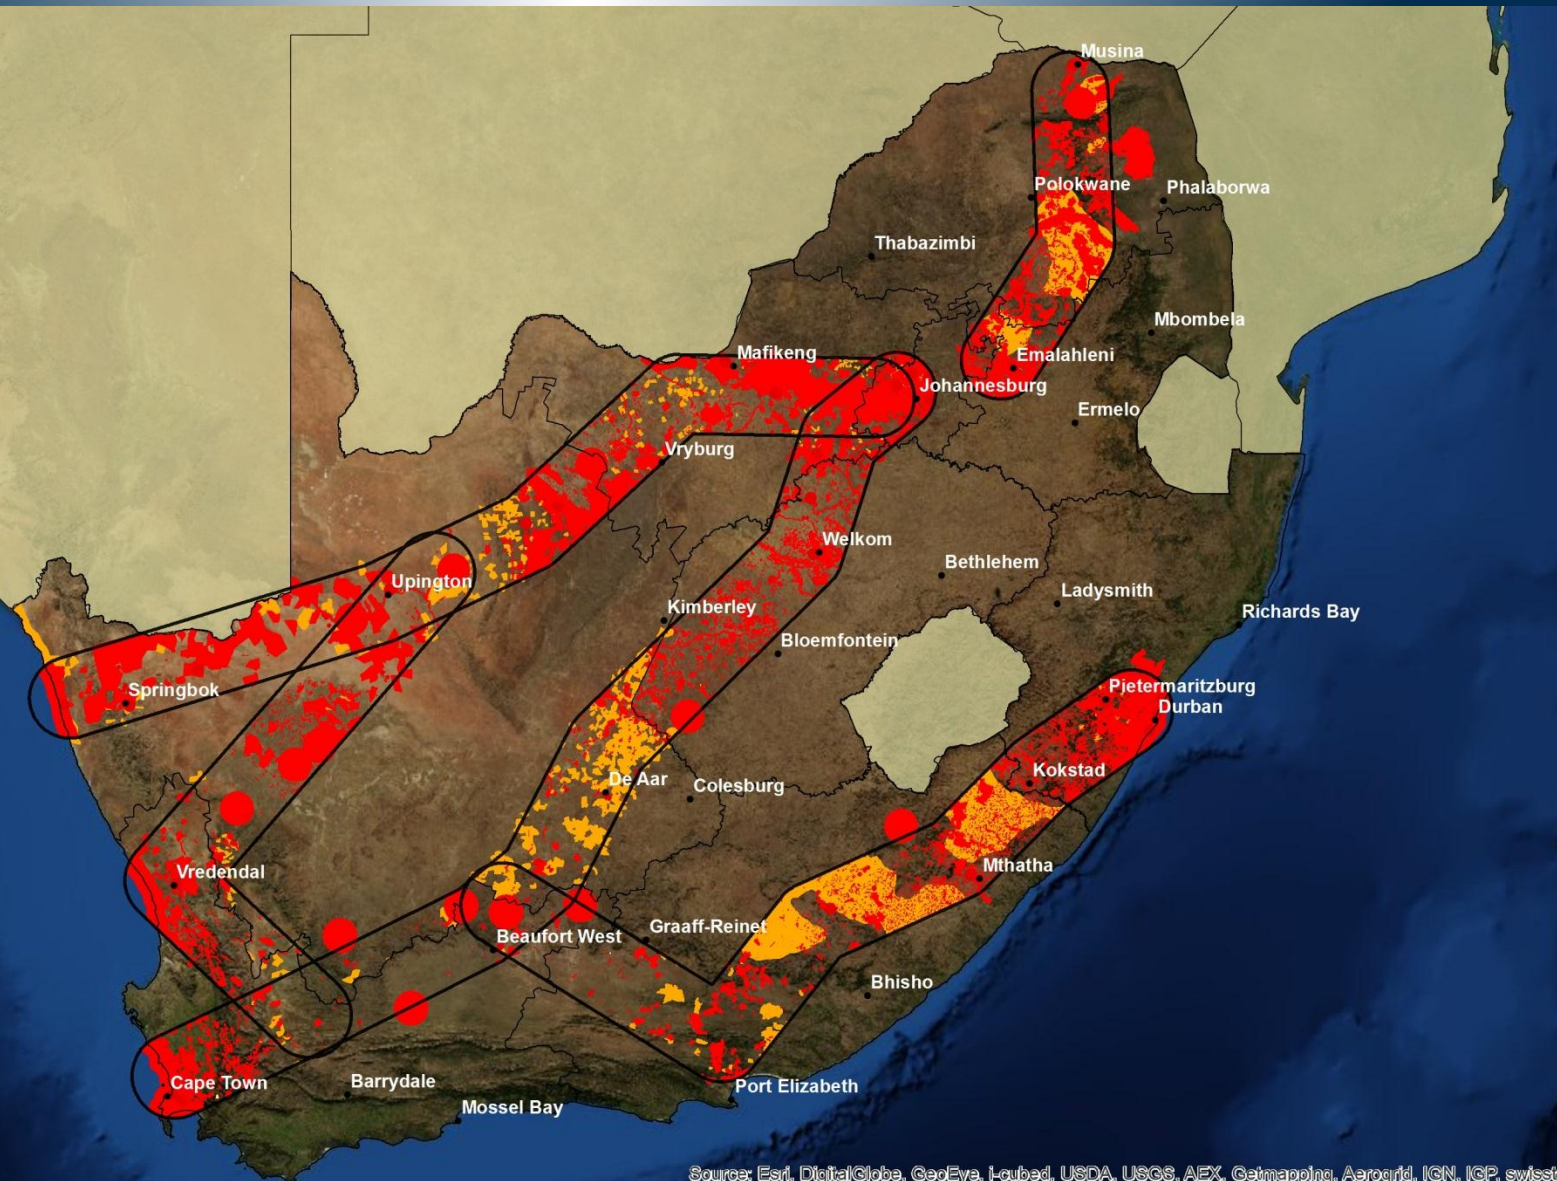 Musina
Polokwane
Phalaborwa
Thabazimbi
Mbombela
Mafikeng
Emalahleni
Johannesburg
Ermelo
Vryburg
Welkom
Bethlehem
Upington
Ladysmith
Kimberley
Richards Bay
Bloemfontein
Springbok
Pietermaritzburg
Durban
Kokstad
De Aar
Colesburg
Mthatha
Vredendal
Graaff-Reinet
Beaufort West
Bhisho
Cape Town
Barrydale
Port Elizabeth
Mossel Bay
Source: Esri, DigitalGlobe, GeoEye, i-cubed, USDA, USGS, AEX, Getmapping, Aerogrid, IGN, IGP, swisst